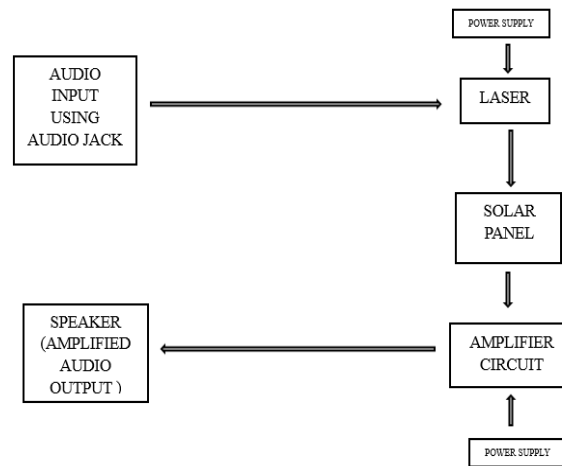 POWER SUPPLY
AUDIO
INPUT
USING
AUDIO JACK
LASER
SOLAR
PANEL
SPEAKER
(AMPLIFIED
AUDIO
OUTPUT )
AMPLIFIER
CIRCUIT
POWER SUPPLY